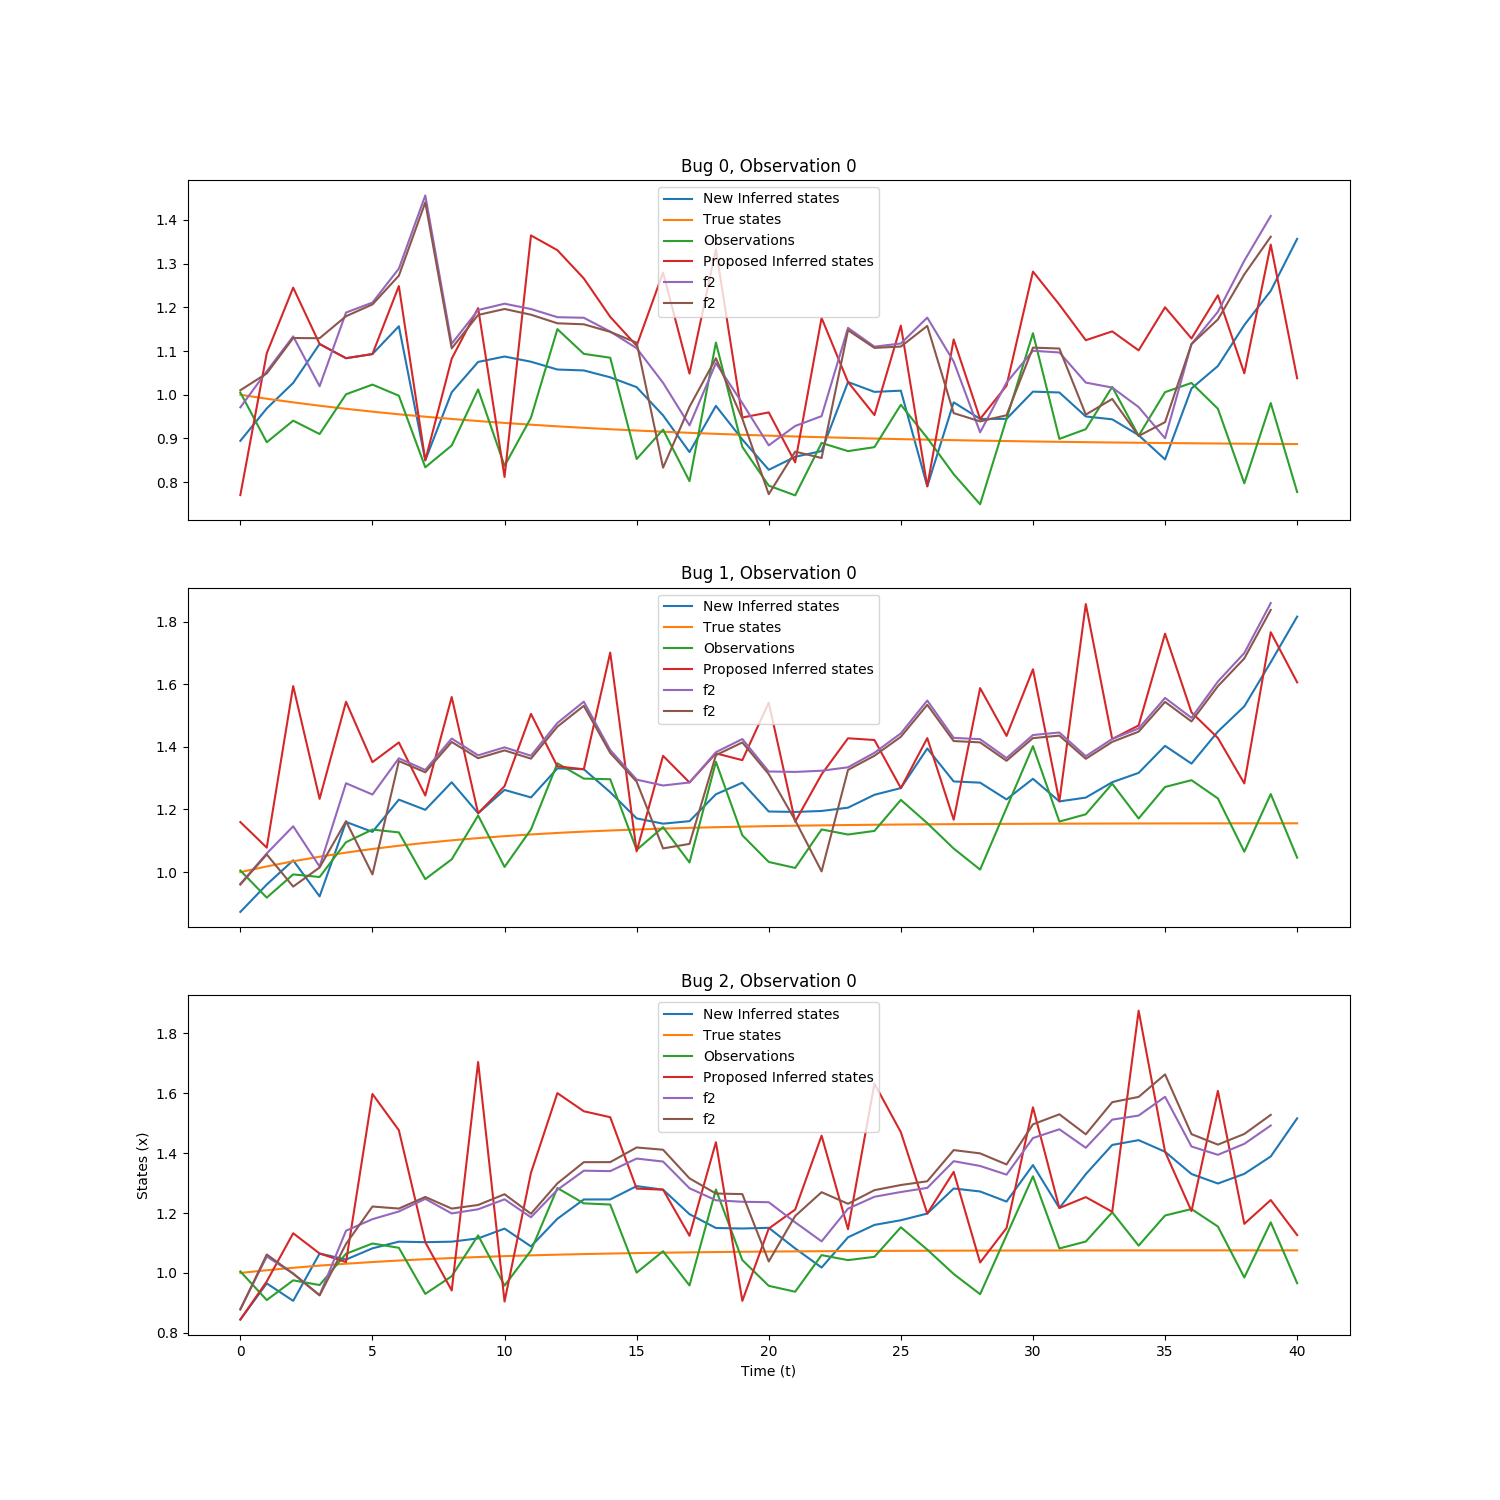 Bug 0, Observation 0
New Inferred states
True states
Observations
Proposed Inferred states
f2
f2
1.4
1.3
1.2
1.1
1.0
0.9
0.8
Bug 1, Observation 0
New Inferred states
True states
Observations
Proposed Inferred states
f2
f2
1.8
1.6
1.4
1.2
1.0
Bug 2, Observation 0
New Inferred states
True states
Observations
Proposed Inferred states
f2
f2
1.8
1.6
1.4
1.2
1.0
0.8
States (x)
0 5 10 15 20 25 30 35 40
Time (t)